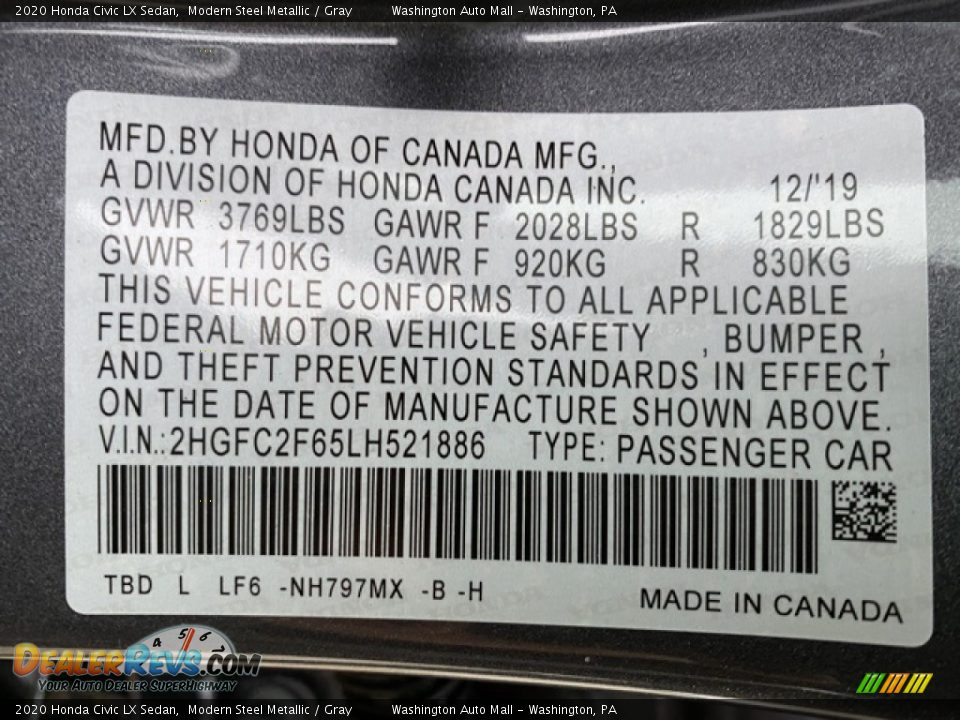 2020 Honda Civic LX Sedan, Modern Steel Metallic / Gray Washington Auto Mall - Washington, PA
MFD.BY HONDA OF CANADA MFG.,
A DIVISION OF HONDA CANADA INC. 12/'19
GVWR 3769LBS GAWR F 2028LBS R 1829LBS
GVWR 1710KG GAWR F 920KG R 830KG
THIS VEHICLE CONFORMS TO ALL APPLICABLE
FEDERAL MOTOR VEHICLE SAFETY , BUMPER ,
AND THEFT PREVENTION STANDARDS IN EFFECT
ON THE DATE OF MANUFACTURE SHOWN ABOVE.
V.I.N.:2HGFC2F65LH521886 TYPE: PASSENGER CAR
TBD L LF6 -NH797MX -B -H
MADE IN CANADA
4 5 6 7
DEALERREVS.COM
YOUR AUTO DEALER SUPERHIGHWAY
2020 Honda Civic LX Sedan, Modern Steel Metallic / Gray Washington Auto Mall - Washington, PA